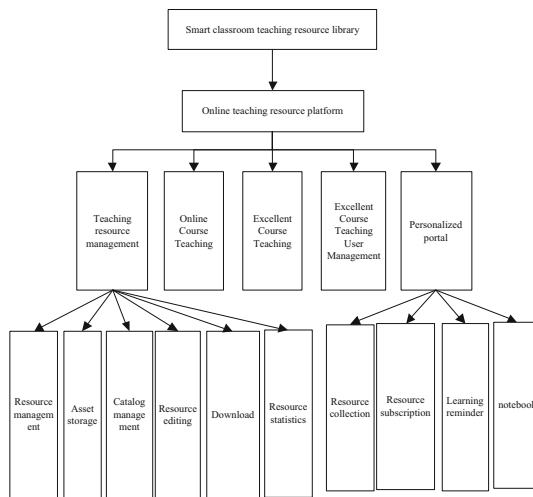 Smart classroom teaching resource library
Online teaching resource platform
Teaching
resource
management
Online
Course
Teaching
Excellent
Course
Teaching
Excellent
Course
Teaching
User
Management
Personalized
portal
Resource
managem
ent
Asset
storage
Catalog
manage
ment
Resource
editing
Download
Resource
statistics
Resource
collection
Resource
subscription
Learning
reminder
notebook